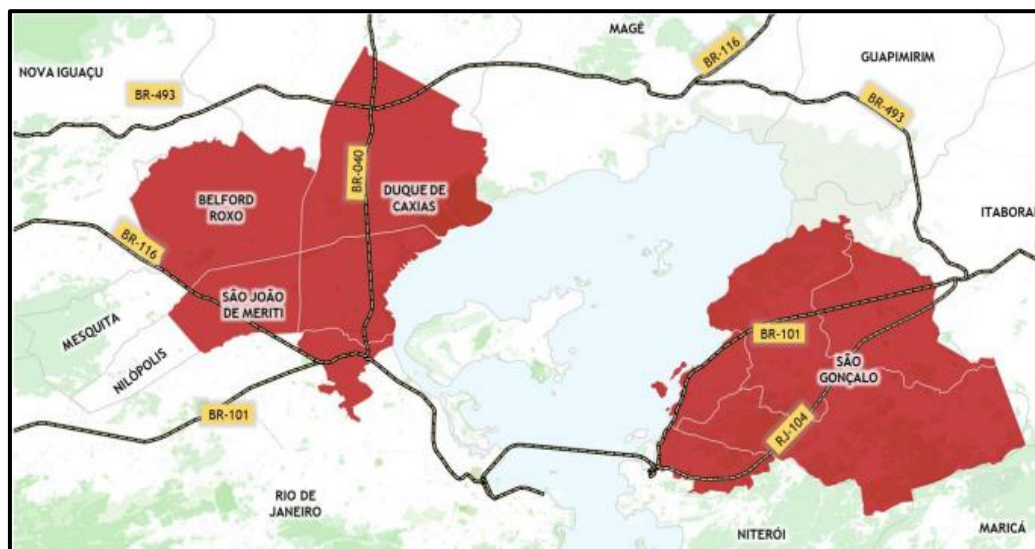 MAGÉ
BR-116
GUAPIMIRIM
NOVA IGUAÇU
BR-493
BR-493
BR-040
DUQUE DE
CAXIAS
BELFORD
ROXO
ITABORAÍ
BR-116
SÃO JOÃO
DE MERITI
MESQUITA
NILÓPOLIS
BR-101
SÃO
GONÇALO
BR-101
RJ-104
RIO DE
JANEIRO
NITERÓI
MARICÁ